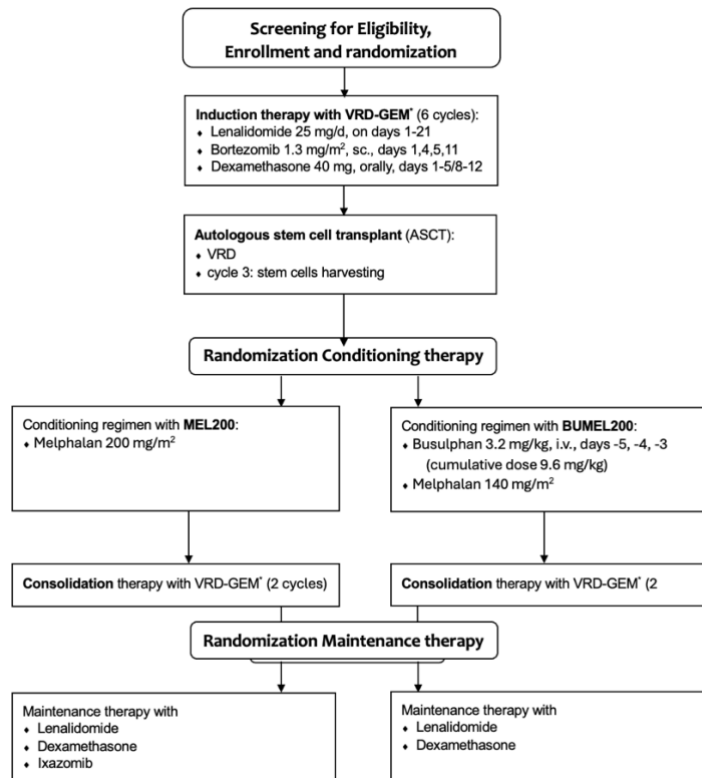 Screening for Eligibility,
Enrollment and randomization
Induction therapy with VRD-GEM* (6 cycles):
⬧ Lenalidomide 25 mg/d, on days 1-21
⬧ Bortezomib 1.3 mg/m², sc., days 1,4,5,11
⬧ Dexamethasone 40 mg, orally, days 1-5/8-12
Autologous stem cell transplant (ASCT):
⬧ VRD
⬧ cycle 3: stem cells harvesting
Randomization Conditioning therapy
Conditioning regimen with MEL200:
⬧ Melphalan 200 mg/m²
Conditioning regimen with BUMEL200:
⬧ Busulphan 3.2 mg/kg, i.v., days -5, -4, -3
(cumulative dose 9.6 mg/kg)
⬧ Melphalan 140 mg/m²
Consolidation therapy with VRD-GEM* (2 cycles)
Consolidation therapy with VRD-GEM* (2
Randomization Maintenance therapy
Maintenance therapy with
⬧ Lenalidomide
⬧ Dexamethasone
⬧ Ixazomib
Maintenance therapy with
⬧ Lenalidomide
⬧ Dexamethasone